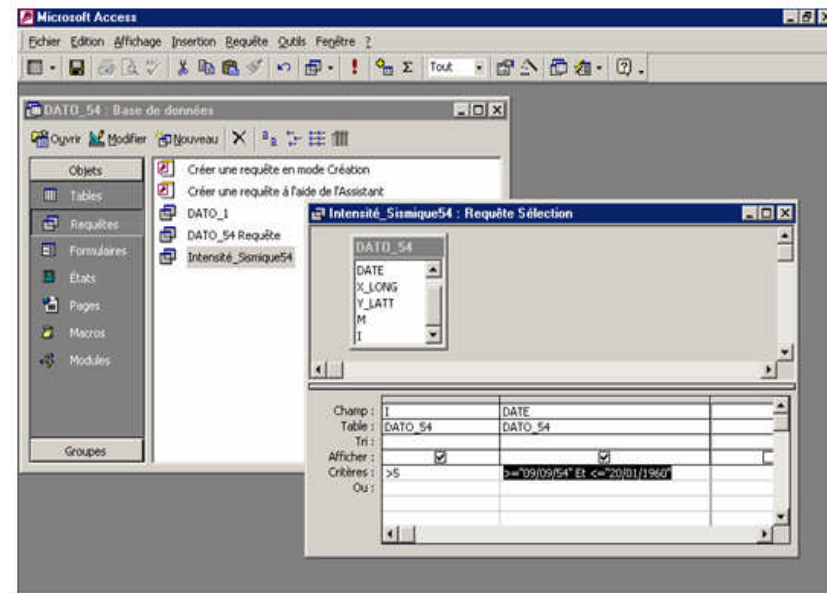 Microsoft Access
Fichier Edition Affichage Insertion Requête Outils Fenêtre ?
Tout
DATO_54 : Base de données
Ouvrir Modifier Nouveau
Objets
Tables
Requêtes
Formulaires
États
Pages
Macros
Modules
Groupes
Créer une requête en mode Création
Créer une requête à l'aide de l'Assistant
DATO_1
DATO_54 Requête
Intensité_Sismique54
Intensité_Sismique54 : Requête Sélection
DATO_54
DATE
X_LONG
Y_LATT
M
I
Champ : I DATE
Table : DATO_54 DATO_54
Tri :
Afficher :
Critères : >5 >="09/09/54" Et <="20/01/1960"
Ou :